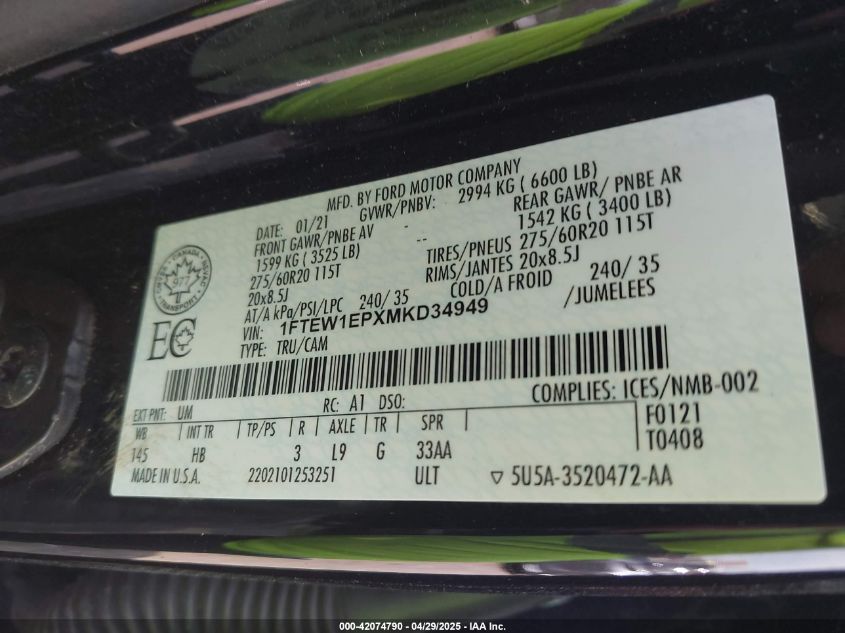 MFD. BY FORD MOTOR COMPANY
DATE: 01/21 GVWR/PNBV: 2994 KG ( 6600 LB)
FRONT GAWR/PNBE AV - REAR GAWR/ PNBE AR
1599 KG ( 3525 LB) -- 1542 KG ( 3400 LB)
275/60R20 115T TIRES/PNEUS 275/60R20 115T
20x8.5J RIMS/JANTES 20x8.5J
AT/A kPa/PSI/LPC 240/ 35 COLD/A FROID 240/ 35
VIN: 1FTEW1EPXMKD34949 /JUMELEES
TYPE: TRU/CAM
CANADA
TRANSPORT
977
EC
COMPLIES: ICES/NMB-002
EXT PNT: UM RC: A1 DSO:
WB INT TR TP/PS R AXLE TR SPR F0121
145 HB 3 L9 G 33AA T0408
MADE IN U.S.A. 2202101253251 ULT 5U5A-3520472-AA
000-42074790 - 04/29/2025 - IAA Inc.